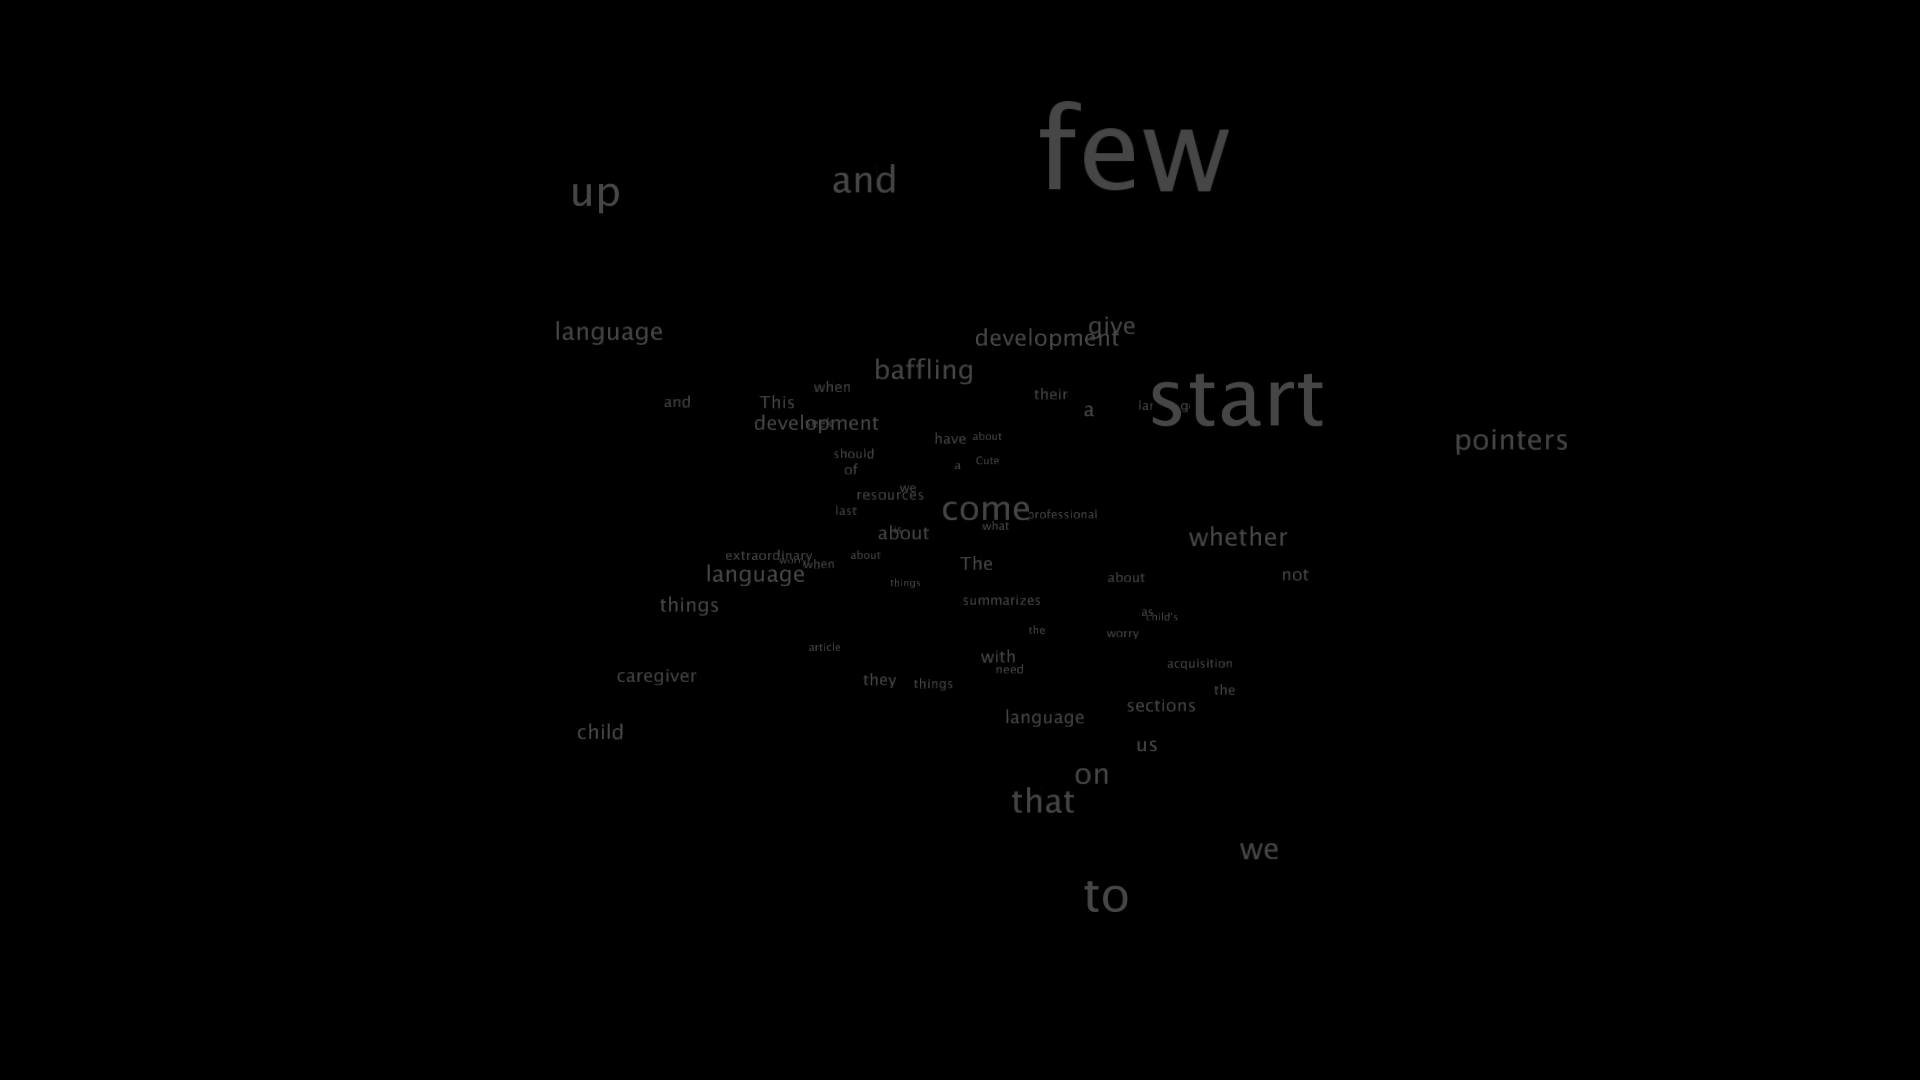 few
and
up
give
language
development
baffling
when
their
and
This
a
start
development
have
about
pointers
should
a
Cute
of
we
resources
last
come
professional
what
about
whether
extraordinary
about
when
The
language
not
things
about
things
summarizes
as
child's
the
worry
article
with
acquisition
need
caregiver
they
things
the
sections
language
child
us
on
that
we
to